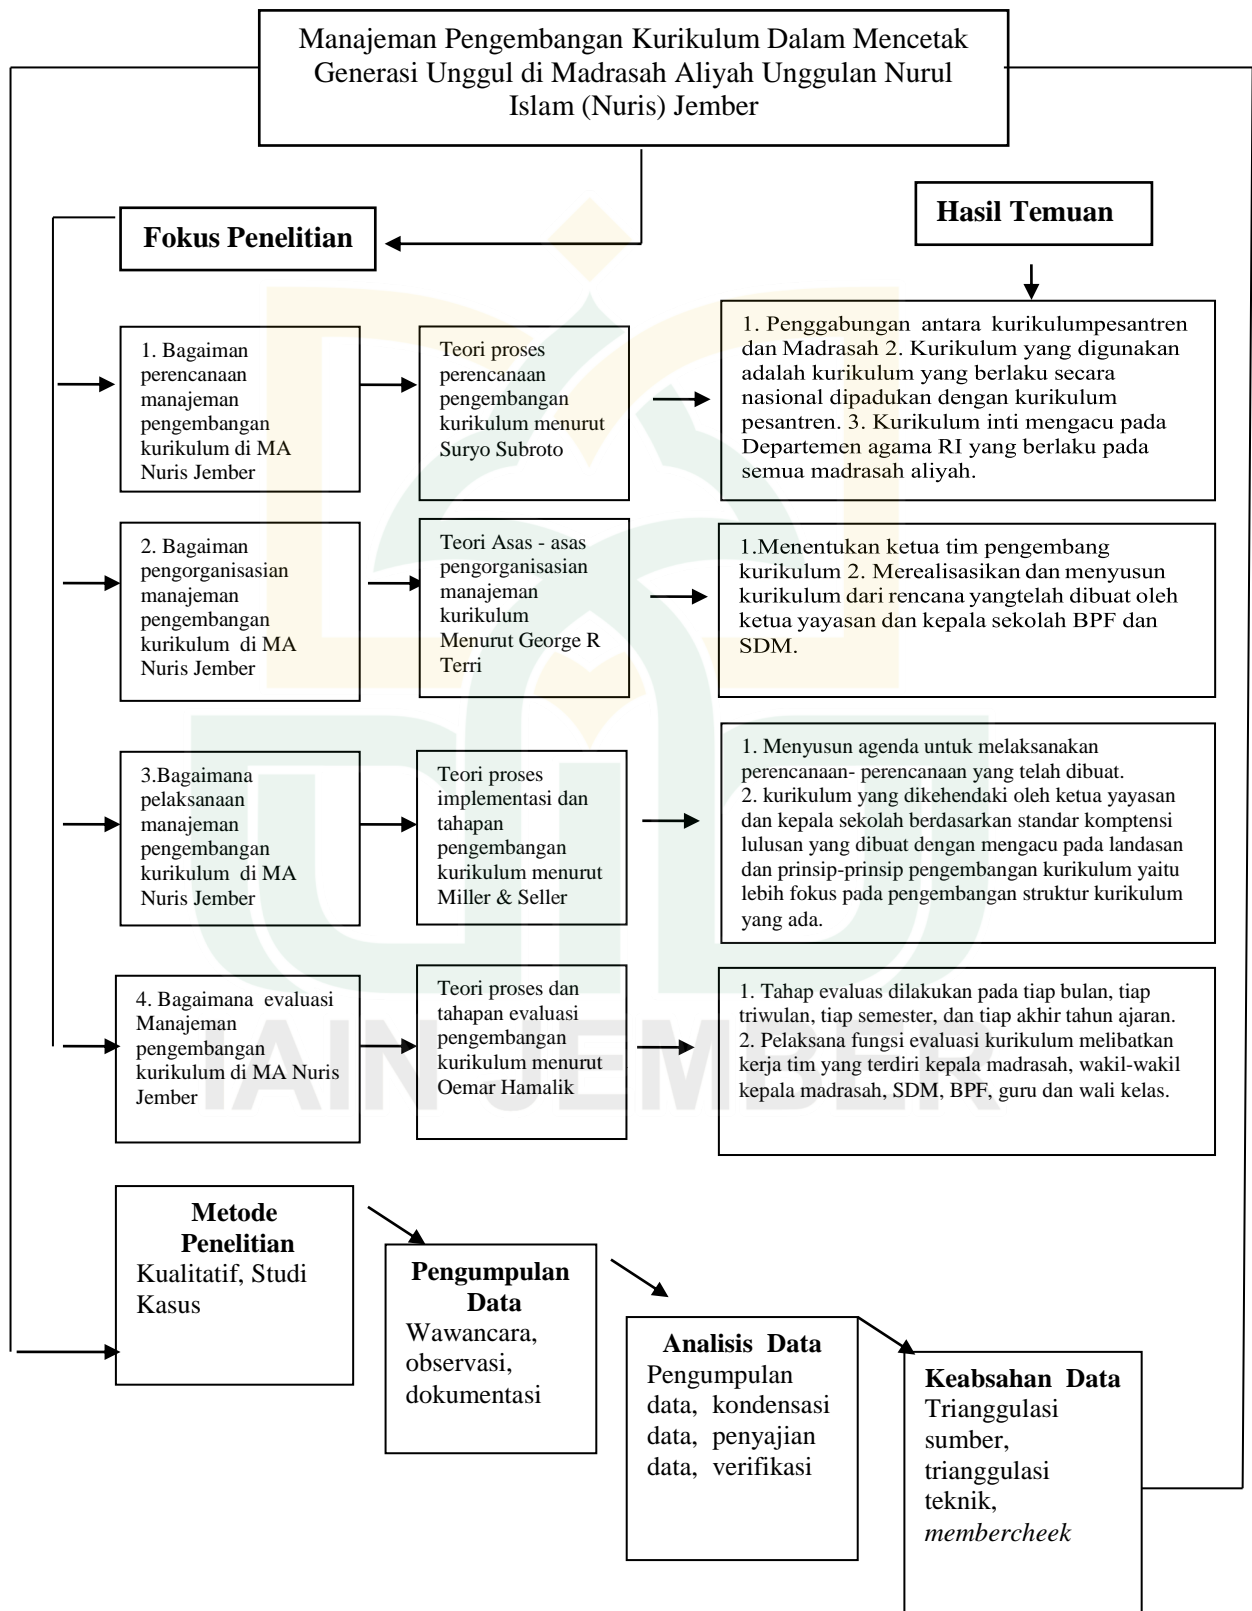 Manajeman Pengembangan Kurikulum Dalam Mencetak
Generasi Unggul di Madrasah Aliyah Unggulan Nurul
Islam (Nuris) Jember
Fokus Penelitian
Hasil Temuan
1. Bagaiman
perencanaan
manajeman
pengembangan
kurikulum di MA
Nuris Jember
Teori proses
perencanaan
pengembangan
kurikulum menurut
Suryo Subroto
1. Penggabungan antara kurikulumpesantren
dan Madrasah 2. Kurikulum yang digunakan
adalah kurikulum yang berlaku secara
nasional dipadukan dengan kurikulum
pesantren. 3. Kurikulum inti mengacu pada
Departemen agama RI yang berlaku pada
semua madrasah aliyah.
2. Bagaiman
pengorganisasian
manajeman
pengembangan
kurikulum di MA
Nuris Jember
Teori Asas - asas
pengorganisasian
manajeman
kurikulum
Menurut George R
Terri
1.Menentukan ketua tim pengembang
kurikulum 2. Merealisasikan dan menyusun
kurikulum dari rencana yangtelah dibuat oleh
ketua yayasan dan kepala sekolah BPF dan
SDM.
3.Bagaimana
pelaksanaan
manajeman
pengembangan
kurikulum di MA
Nuris Jember
Teori proses
implementasi dan
tahapan
pengembangan
kurikulum menurut
Miller & Seller
1. Menyusun agenda untuk melaksanakan
perencanaan- perencanaan yang telah dibuat.
2. kurikulum yang dikehendaki oleh ketua yayasan
dan kepala sekolah berdasarkan standar komptensi
lulusan yang dibuat dengan mengacu pada landasan
dan prinsip-prinsip pengembangan kurikulum yaitu
lebih fokus pada pengembangan struktur kurikulum
yang ada.
4. Bagaimana evaluasi
Manajeman
pengembangan
kurikulum di MA Nuris
Jember
Teori proses dan
tahapan evaluasi
pengembangan
kurikulum menurut
Oemar Hamalik
1. Tahap evaluas dilakukan pada tiap bulan, tiap
triwulan, tiap semester, dan tiap akhir tahun ajaran.
2. Pelaksana fungsi evaluasi kurikulum melibatkan
kerja tim yang terdiri kepala madrasah, wakil-wakil
kepala madrasah, SDM, BPF, guru dan wali kelas.
IAIN JEMBER
Metode
Penelitian
Kualitatif, Studi
Kasus
Pengumpulan
Data
Wawancara,
observasi,
dokumentasi
Analisis Data
Pengumpulan
data, kondensasi
data, penyajian
data, verifikasi
Keabsahan Data
Trianggulasi
sumber,
trianggulasi
teknik,
membercheek